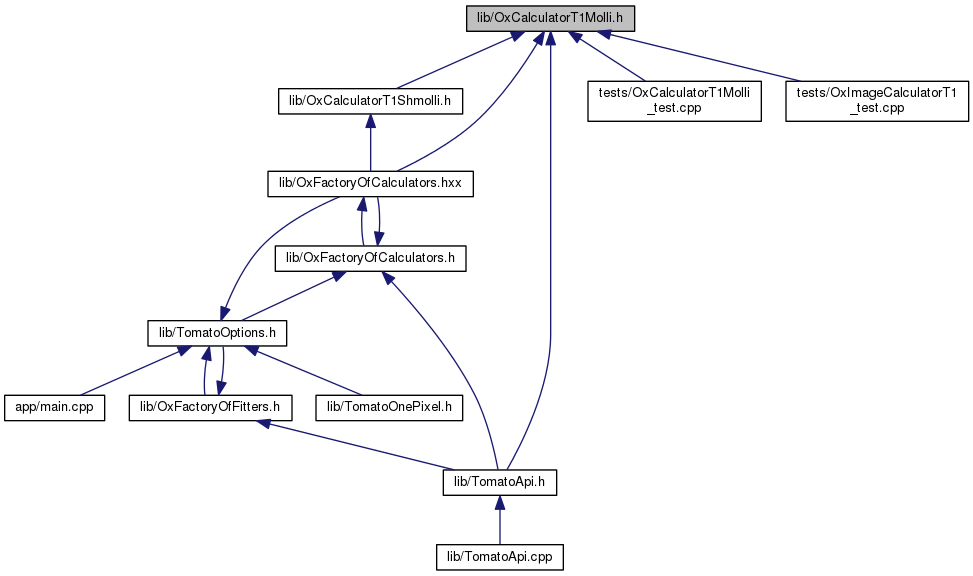 lib/OxCalculatorT1Molli.h
lib/OxCalculatorT1Shmolli.h
tests/OxCalculatorT1Molli
_test.cpp
tests/OxImageCalculatorT1
_test.cpp
lib/OxFactoryOfCalculators.hxx
lib/OxFactoryOfCalculators.h
lib/TomatoOptions.h
app/main.cpp
lib/OxFactoryOfFitters.h
lib/TomatoOnePixel.h
lib/TomatoApi.h
lib/TomatoApi.cpp